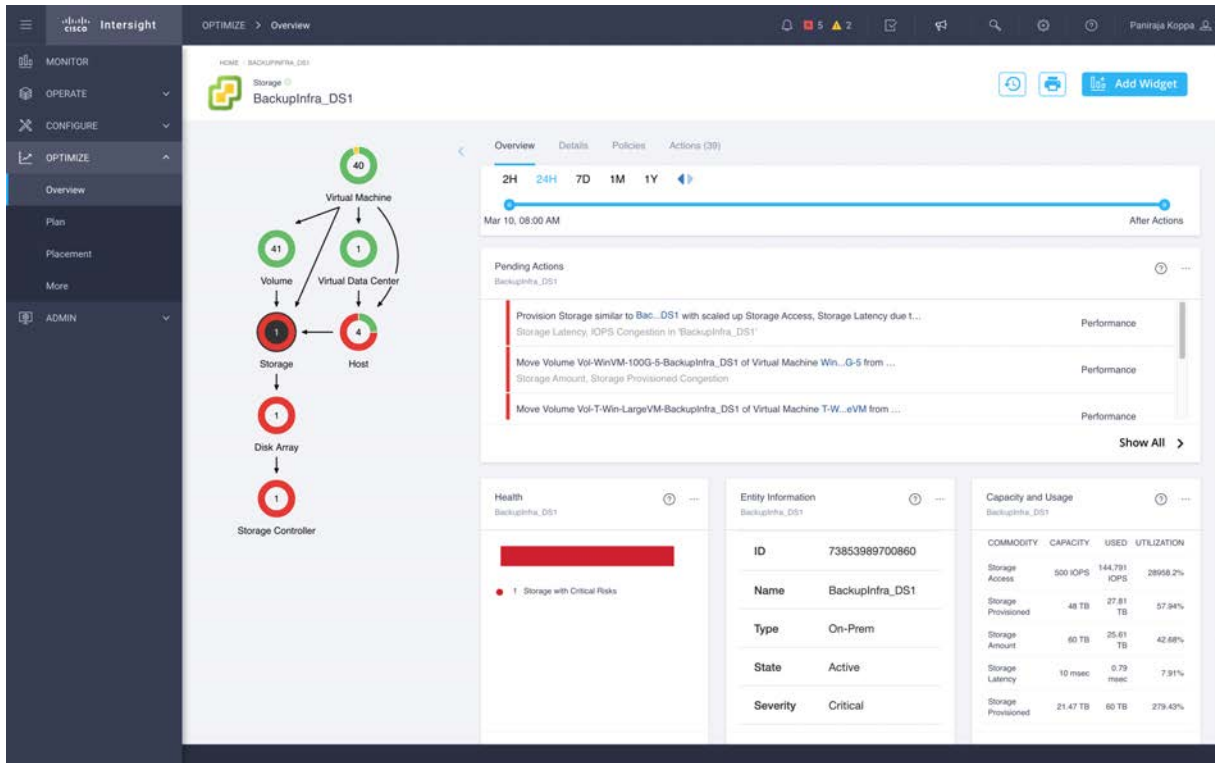 cisco Intersight
OPTIMIZE > Overview
5 2
Paniraja Koppa
MONITOR
OPERATE
CONFIGURE
OPTIMIZE
Overview
Plan
Placement
More
ADMIN
HOME / BACKUPINFRA_DS1
Storage
BackupInfra_DS1
Add Widget
40
Virtual Machine
41
Volume
1
Virtual Data Center
1
Storage
4
Host
1
Disk Array
1
Storage Controller
Overview Details Policies Actions (39)
2H 24H 7D 1M 1Y
Mar 10, 08:00 AM After Actions
Pending Actions
BackupInfra_DS1
Provision Storage similar to Bac...DS1 with scaled up Storage Access, Storage Latency due t...
Storage Latency, IOPS Congestion in 'BackupInfra_DS1'
Performance
Move Volume Vol-WinVM-100G-5-BackupInfra_DS1 of Virtual Machine Win...G-5 from ...
Storage Amount, Storage Provisioned Congestion
Performance
Move Volume Vol-T-Win-LargeVM-BackupInfra_DS1 of Virtual Machine T-W...eVM from ...
Performance
Show All >
Health
BackupInfra_DS1
1 Storage with Critical Risks
Entity Information
BackupInfra_DS1
ID 73853989700860
Name BackupInfra_DS1
Type On-Prem
State Active
Severity Critical
Capacity and Usage
BackupInfra_DS1
COMMODITY CAPACITY USED UTILIZATION
Storage Access 500 IOPS 144,791 IOPS 28958.2%
Storage Provisioned 48 TB 27.81 TB 57.94%
Storage Amount 60 TB 25.61 TB 42.68%
Storage Latency 10 msec 0.79 msec 7.91%
Storage Provisioned 21.47 TB 60 TB 279.43%